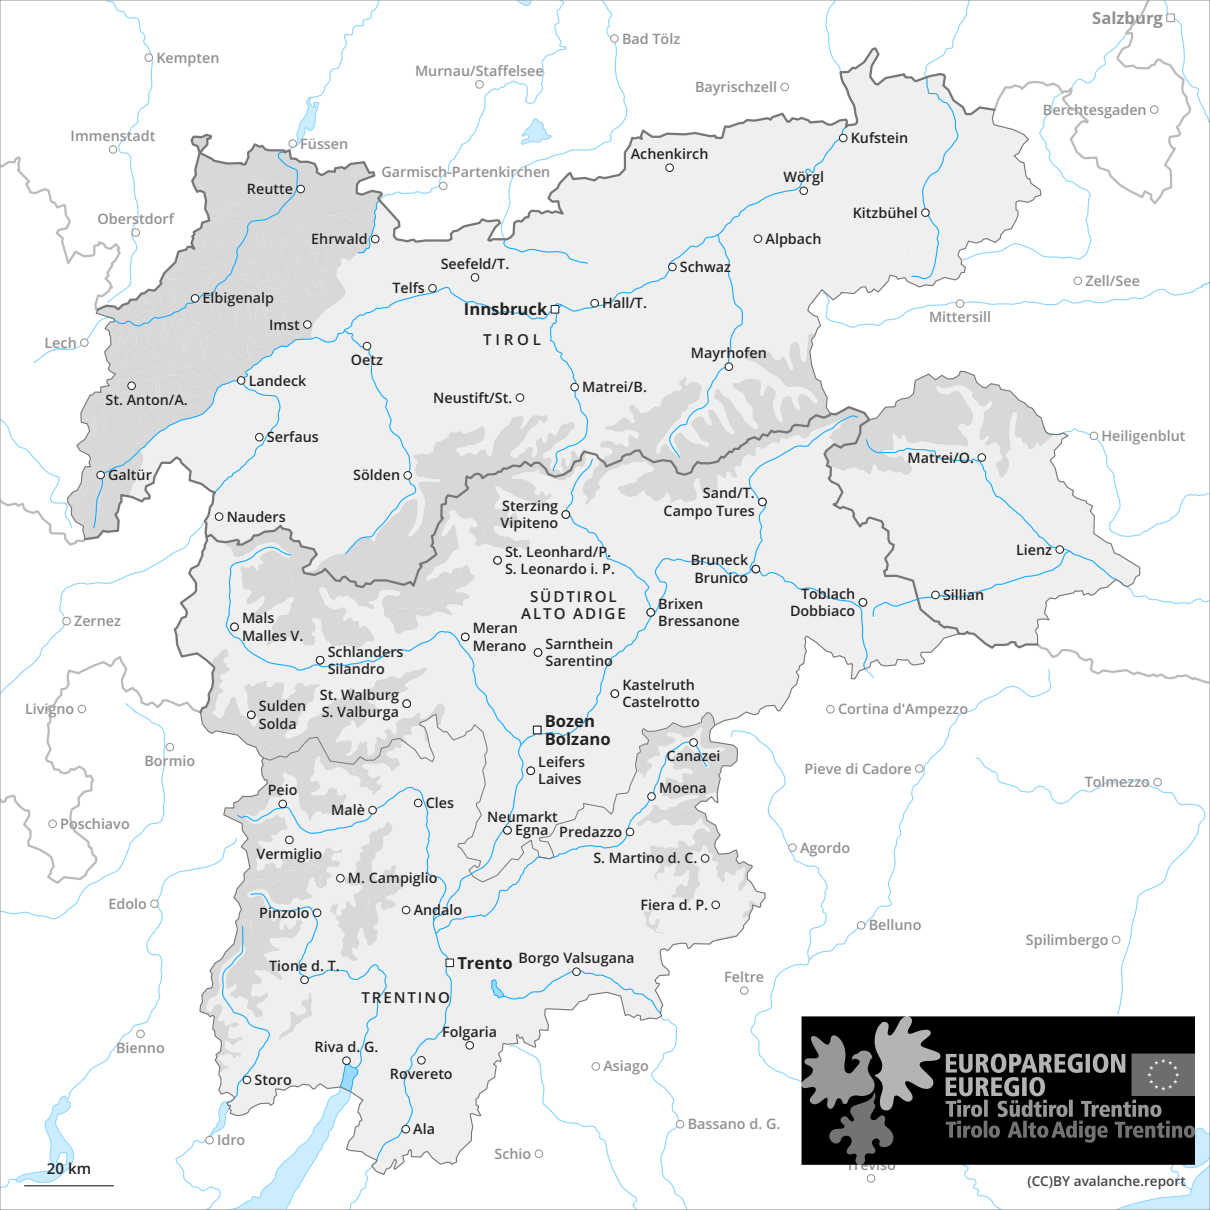 Salzburg
Bad Tölz
Kempten
Murnau/Staffelsee
Bayrischzell
Berchtesgaden
Immenstadt
Füssen
Kufstein
Achenkirch
Garmisch-Partenkirchen
Wörgl
Reutte
Oberstdorf
Kitzbühel
Ehrwald
Alpbach
Seefeld/T.
Schwaz
Zell/See
Telfs
Elbigenalp
Hall/T.
Innsbruck
Mittersill
Imst
TIROL
Lech
Mayrhofen
Oetz
Landeck
Matrei/B.
St. Anton/A.
Neustift/St.
Serfaus
Heiligenblut
Matrei/O.
Galtür
Sölden
Sand/T.
Campo Tures
Sterzing
Vipiteno
Nauders
Lienz
St. Leonhard/P.
S. Leonardo i. P.
Bruneck
Brunico
SÜDTIROL
ALTO ADIGE
Toblach
Dobbiaco
Sillian
Brixen
Bressanone
Zernez
Mals
Malles V.
Meran
Merano
Sarnthein
Sarentino
Schlanders
Silandro
Kastelruth
Castelrotto
St. Walburg
S. Valburga
Livigno
Sulden
Solda
Cortina d'Ampezzo
Bozen
Bolzano
Bormio
Canazei
Leifers
Laives
Pieve di Cadore
Tolmezzo
Peio
Moena
Malè
Cles
Neumarkt
Egna
Poschiavo
Predazzo
Vermiglio
Agordo
S. Martino d. C.
M. Campiglio
Edolo
Pinzolo
Andalo
Fiera d. P.
Belluno
Spilimbergo
Borgo Valsugana
Trento
Tione d. T.
Feltre
TRENTINO
Folgaria
Bienno
Riva d. G.
Asiago
Rovereto
Storo
EUROPAREGION
EUREGIO
Tirol Südtirol Trentino
Tirolo Alto Adige Trentino
Bassano d. G.
Ala
Idro
Schio
Treviso
20 km
(CC)BY avalanche.report